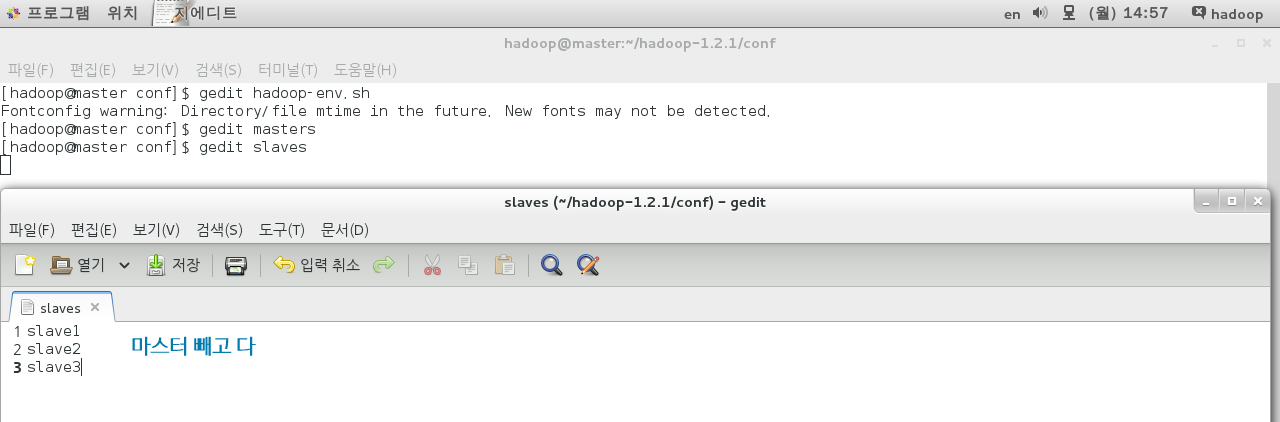 프로그램 위치 지에디트 en (월) 14:57 hadoop
hadoop@master:~/hadoop-1.2.1/conf
파일(F) 편집(E) 보기(V) 검색(S) 터미널(T) 도움말(H)
[hadoop@master conf]$ gedit hadoop-env.sh
Fontconfig warning: Directory/file mtime in the future. New fonts may not be detected.
[hadoop@master conf]$ gedit masters
[hadoop@master conf]$ gedit slaves
slaves (~/hadoop-1.2.1/conf) - gedit
파일(F) 편집(E) 보기(V) 검색(S) 도구(T) 문서(D)
열기 저장 입력 취소
slaves
1 slave1
2 slave2
마스터 빼고 다
3 slave3